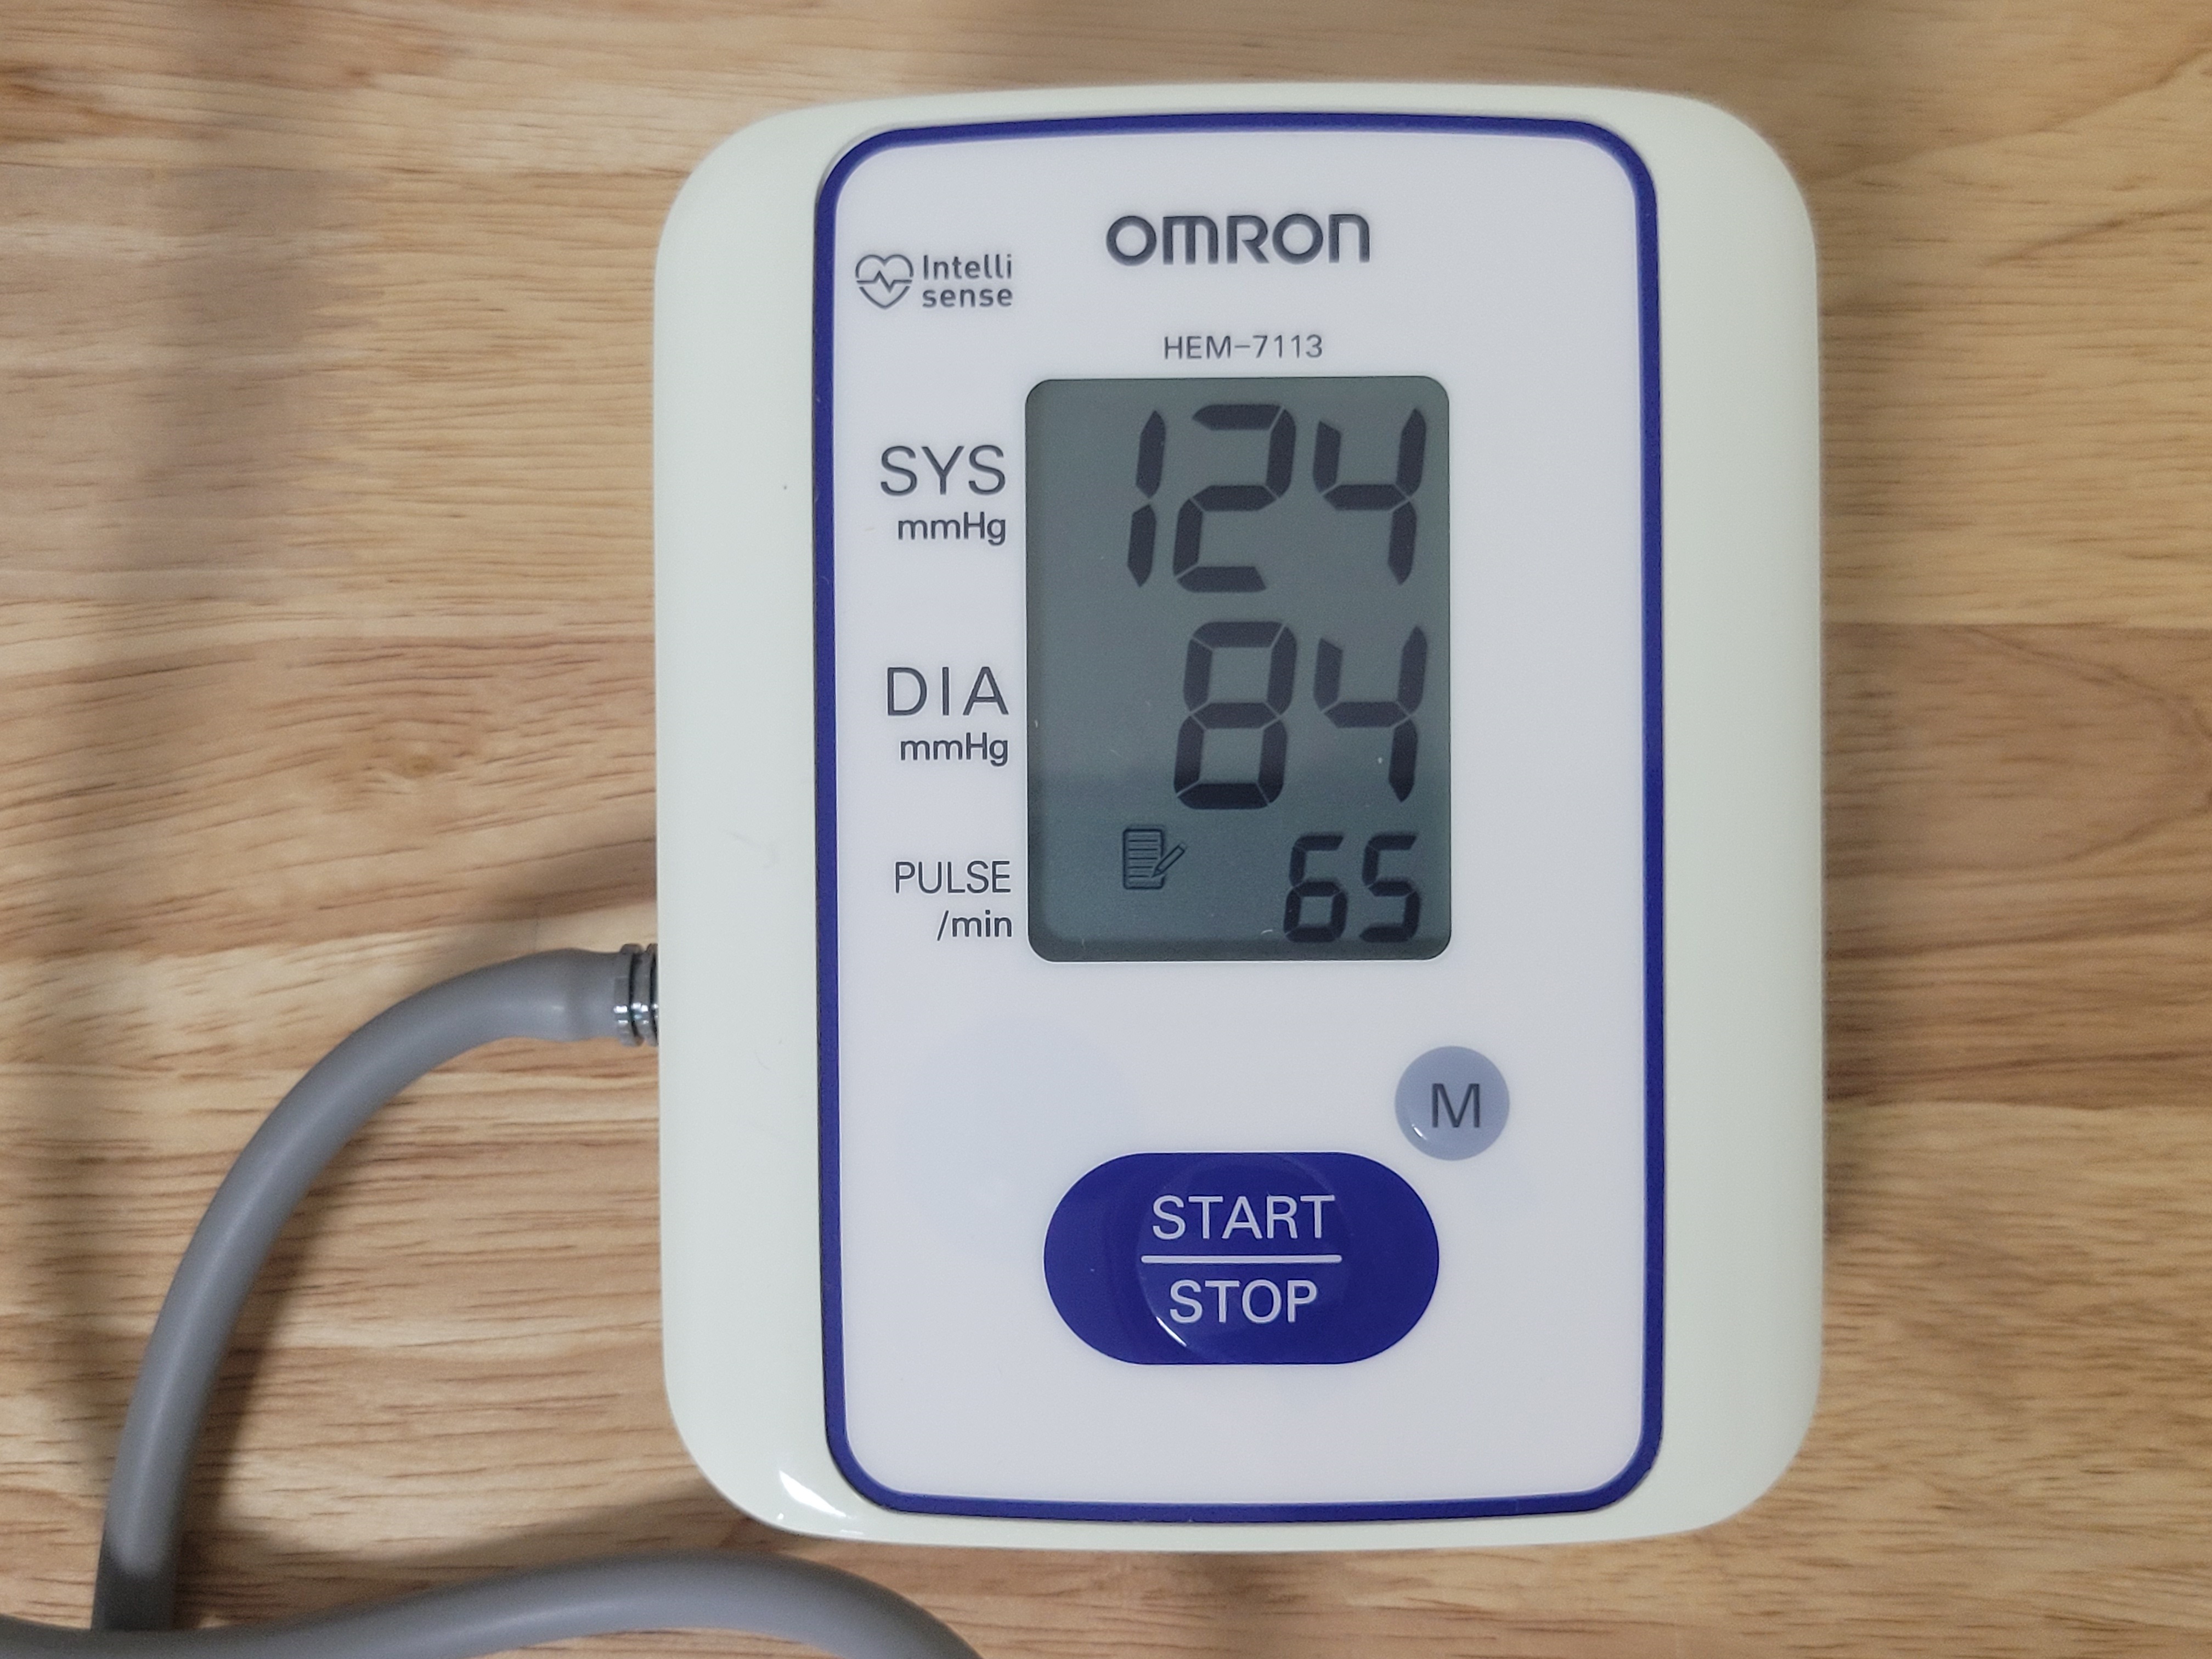 OMRON
Intelli
sense
HEM-7113
SYS
mmHg
124
DIA
mmHg
84
PULSE
/min
65
M
START
STOP